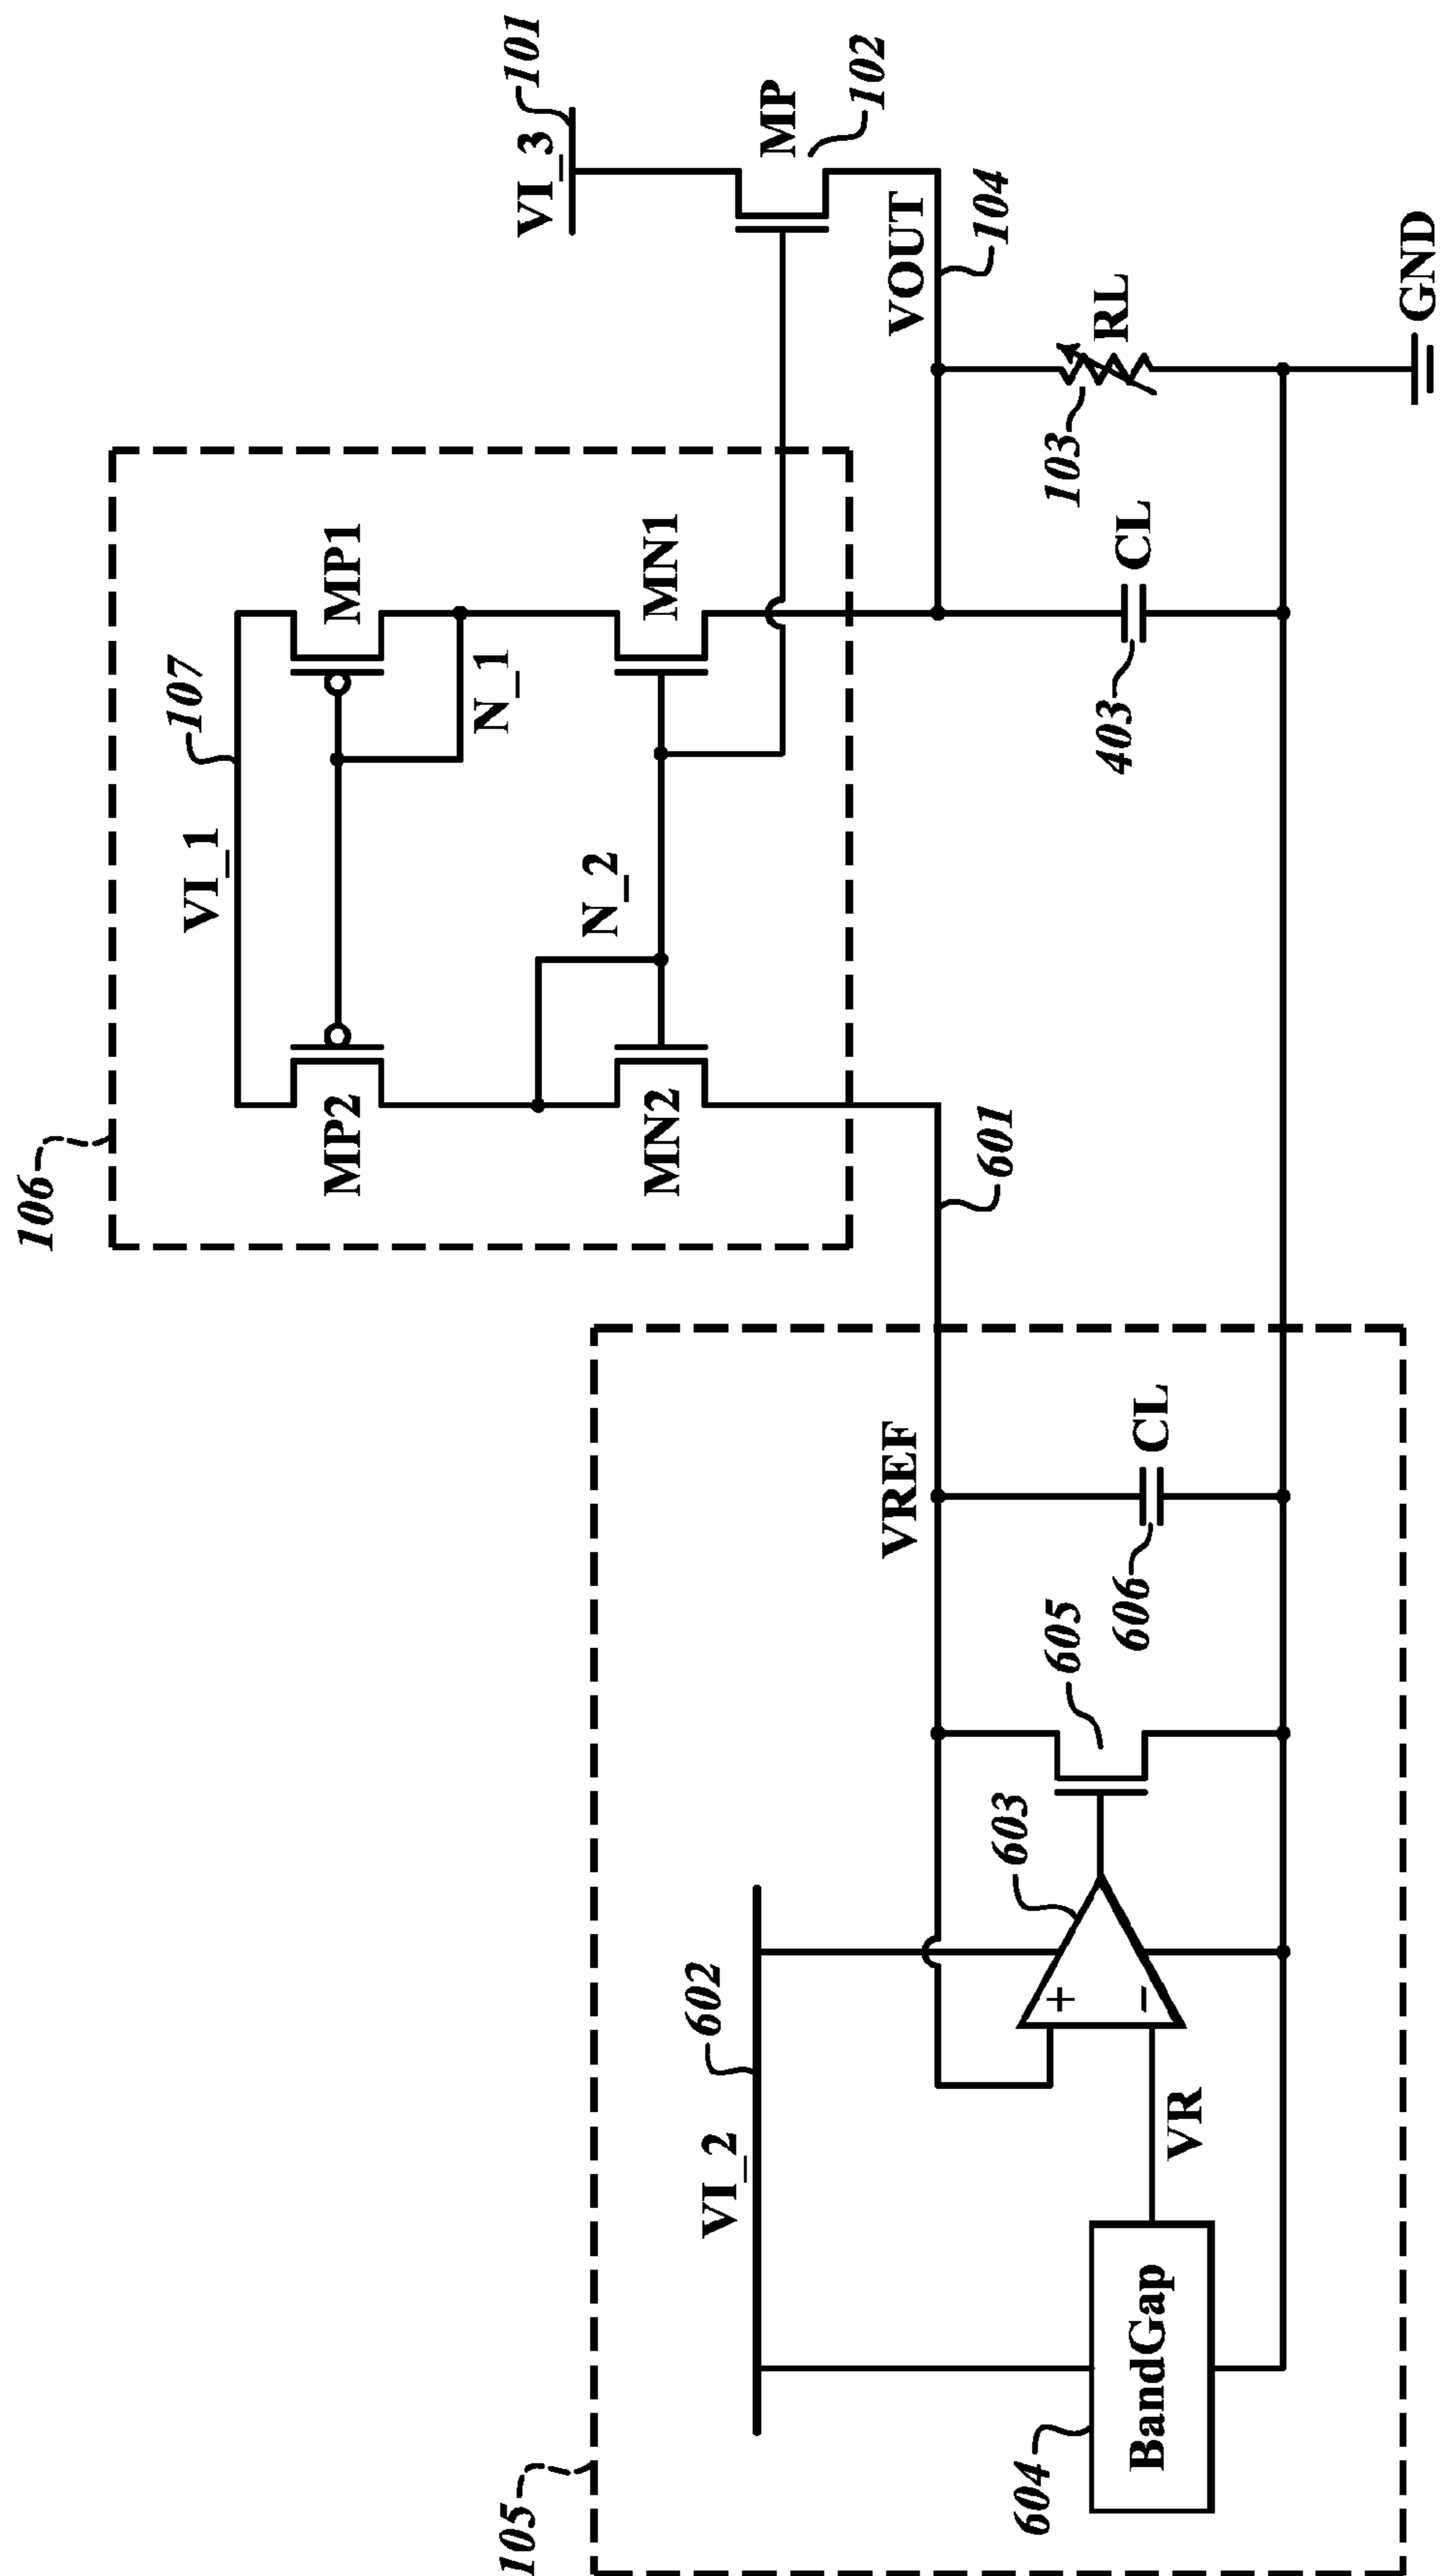 106
VI_1
107
MP2
MP1
N_1
N_2
MN2
MN1
VI_3
101
MP
102
VOUT
104
601
103
RL
403
CL
GND
105
VI_2
602
VREF
603
605
606
CL
+
−
VR
604
BandGap